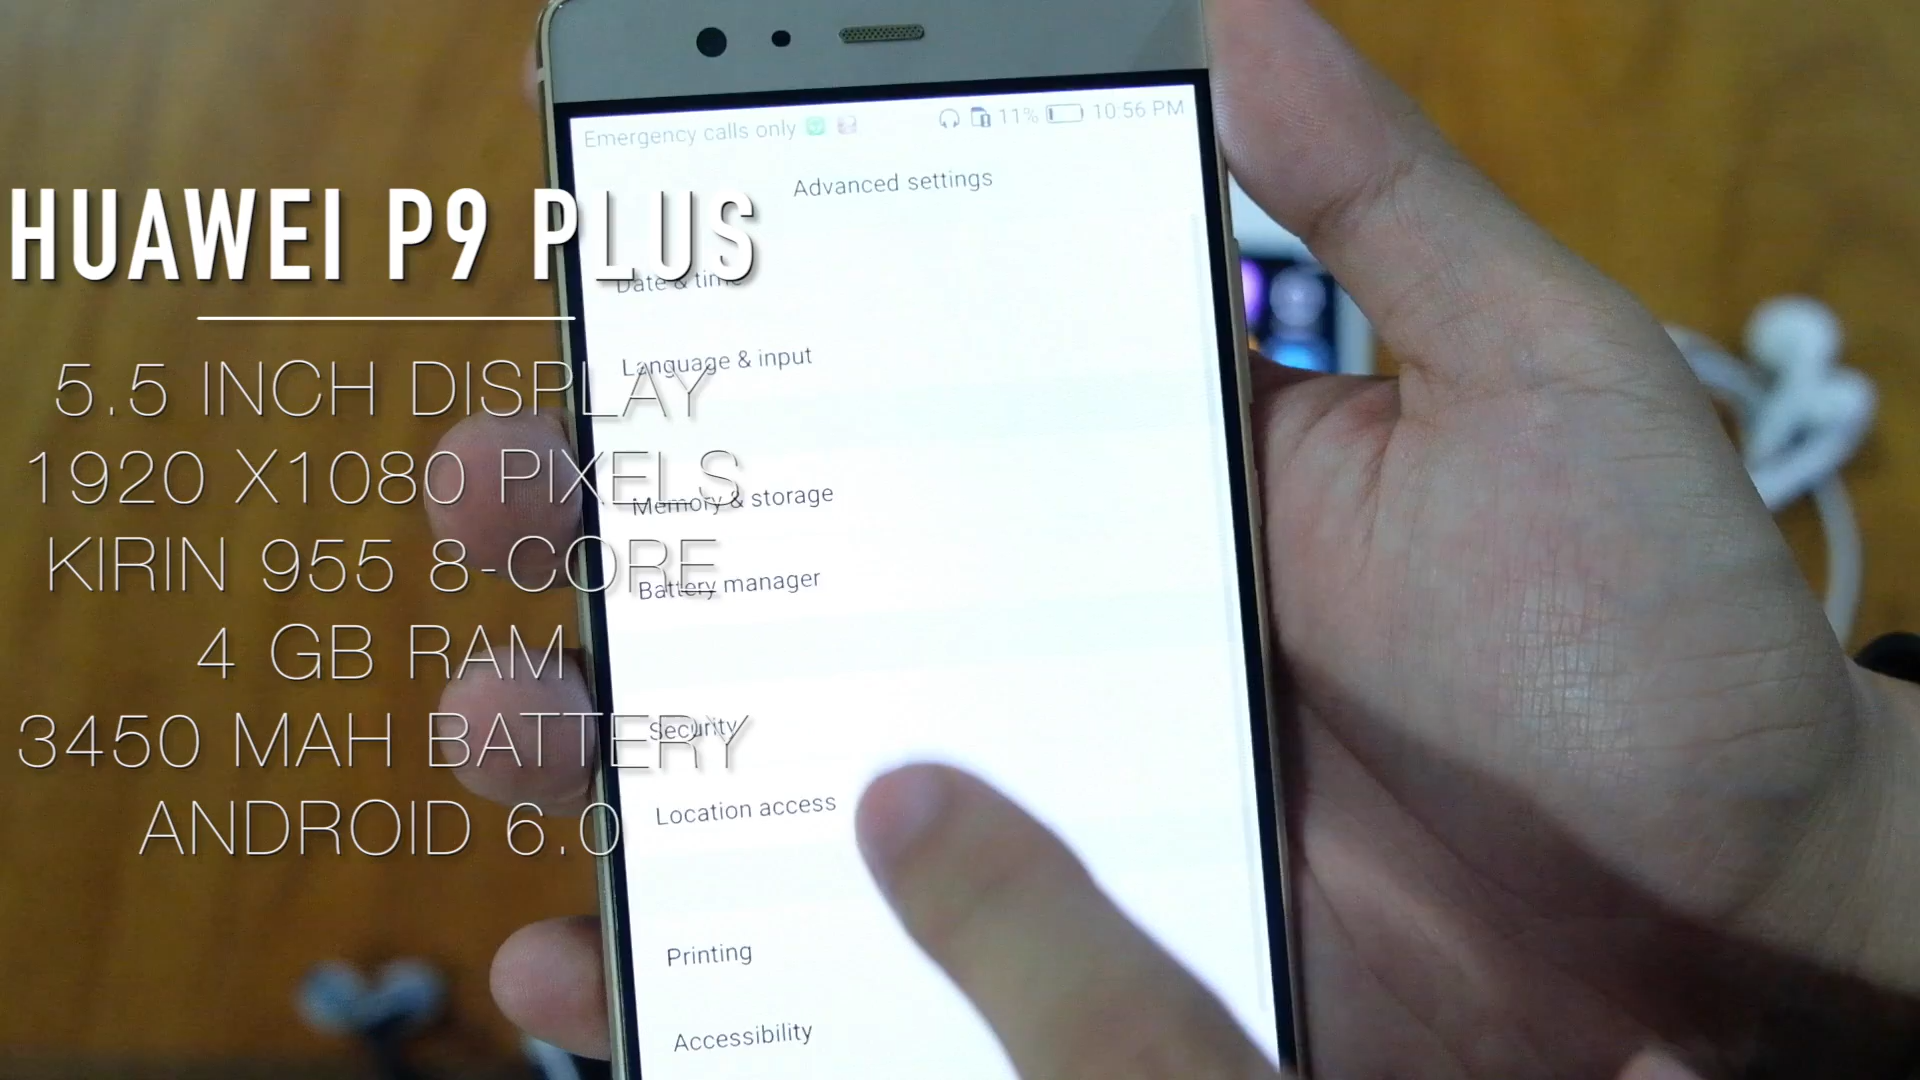 Emergency calls only 11% 10:56 PM
Advanced settings
HUAWEI P9 PLUS
Date & time
Language & input
5.5 INCH DISPLAY
1920 X1080 PIXELS
Memory & storage
KIRIN 955 8-CORE
Battery manager
4 GB RAM
Security
3450 MAH BATTERY
Location access
ANDROID 6.0
Printing
Accessibility